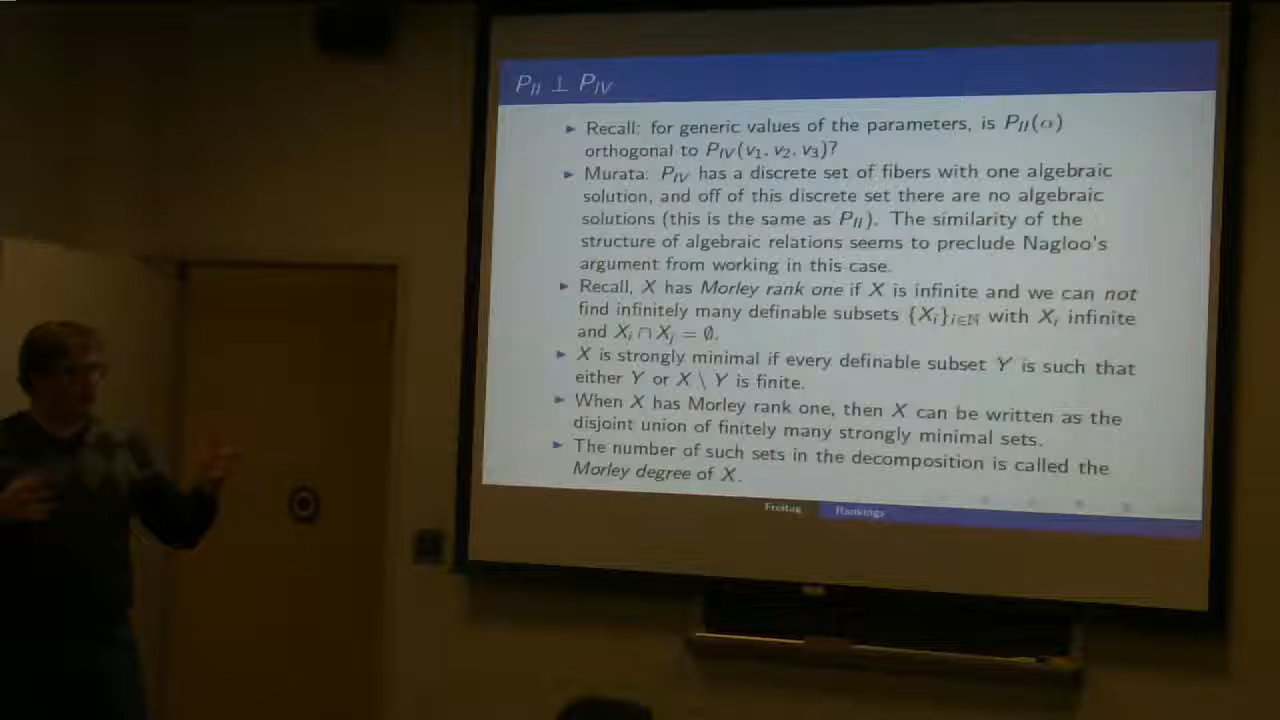 P_II ⊥ P_IV
▶ Recall: for generic values of the parameters, is P_II(α)
orthogonal to P_IV(v_1, v_2, v_3)?
▶ Murata: P_IV has a discrete set of fibers with one algebraic
solution, and off of this discrete set there are no algebraic
solutions (this is the same as P_II). The similarity of the
structure of algebraic relations seems to preclude Nagloo's
argument from working in this case.
▶ Recall, X has Morley rank one if X is infinite and we can not
find infinitely many definable subsets {X_i}_{i∈ℕ} with X_i infinite
and X_i ∩ X_j = ∅.
▶ X is strongly minimal if every definable subset Y is such that
either Y or X \ Y is finite.
▶ When X has Morley rank one, then X can be written as the
disjoint union of finitely many strongly minimal sets.
▶ The number of such sets in the decomposition is called the
Morley degree of X.
Freitag Rankings